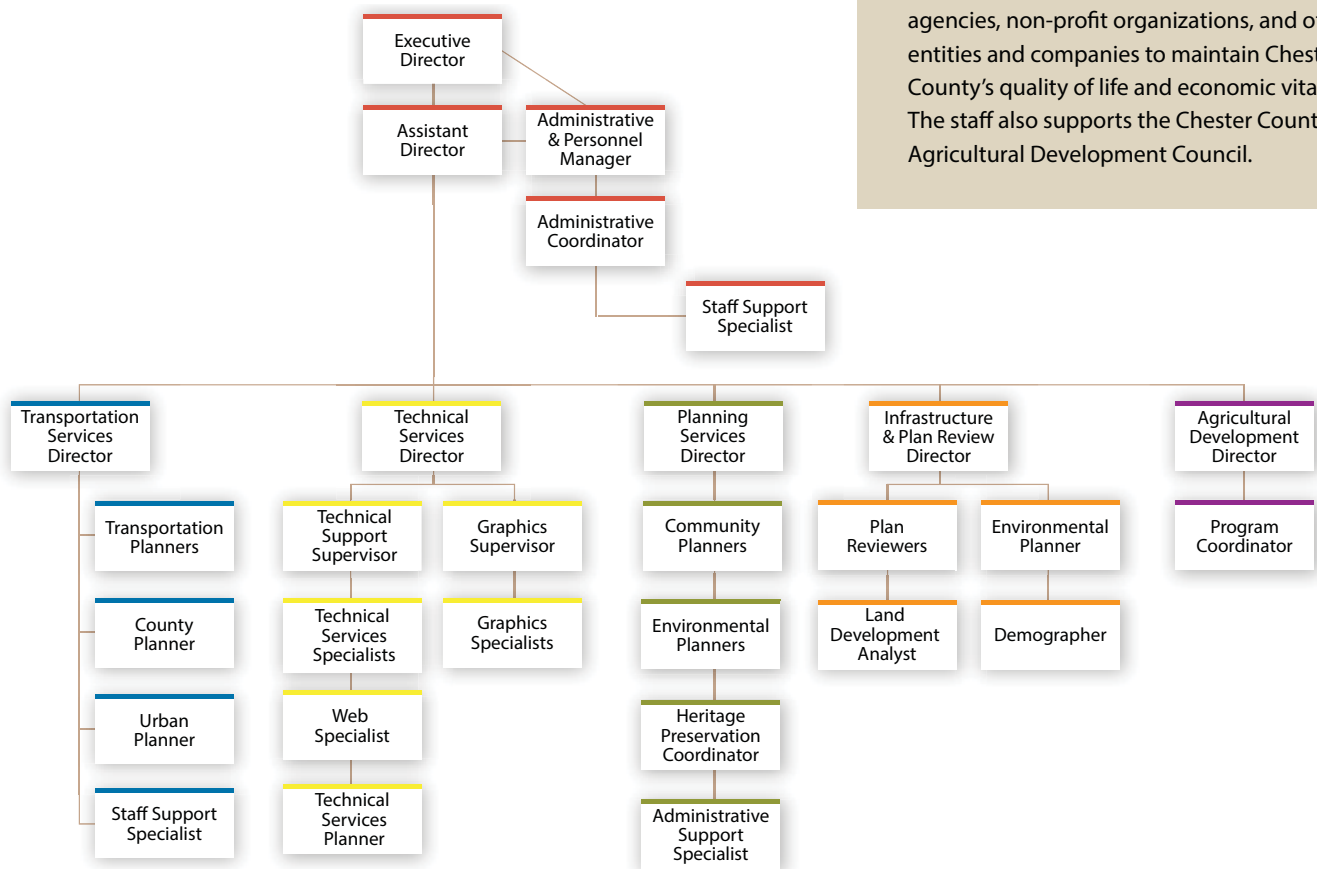 Executive
Director
Assistant
Director
Administrative
& Personnel
Manager
Administrative
Coordinator
Staff Support
Specialist
agencies, non-profit organizations, and
entities and companies to maintain
County’s quality of life and economic
The staff also supports the Chester
Agricultural Development Council.
Transportation
Services
Director
Transportation
Planners
County
Planner
Urban
Planner
Staff Support
Specialist
Technical
Services
Director
Technical
Support
Supervisor
Technical
Services
Specialists
Web
Specialist
Technical
Services
Planner
Graphics
Supervisor
Graphics
Specialists
Planning
Services
Director
Community
Planners
Environmental
Planners
Heritage
Preservation
Coordinator
Administrative
Support
Specialist
Infrastructure
& Plan Review
Director
Plan
Reviewers
Land
Development
Analyst
Environmental
Planner
Demographer
Agricultural
Development
Director
Program
Coordinator